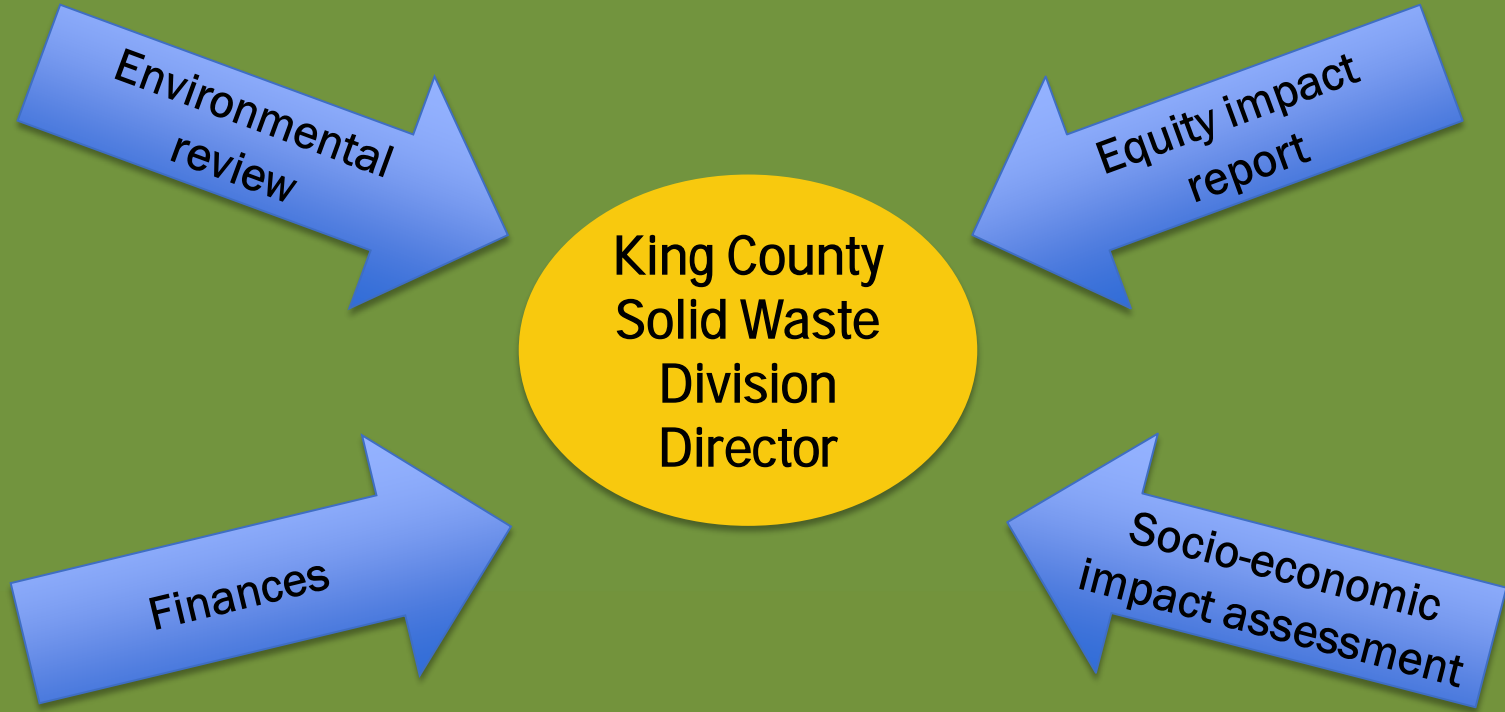 Environmental
review
Equity impact
report
King County
Solid Waste
Division
Director
Finances
Socio-economic
impact assessment